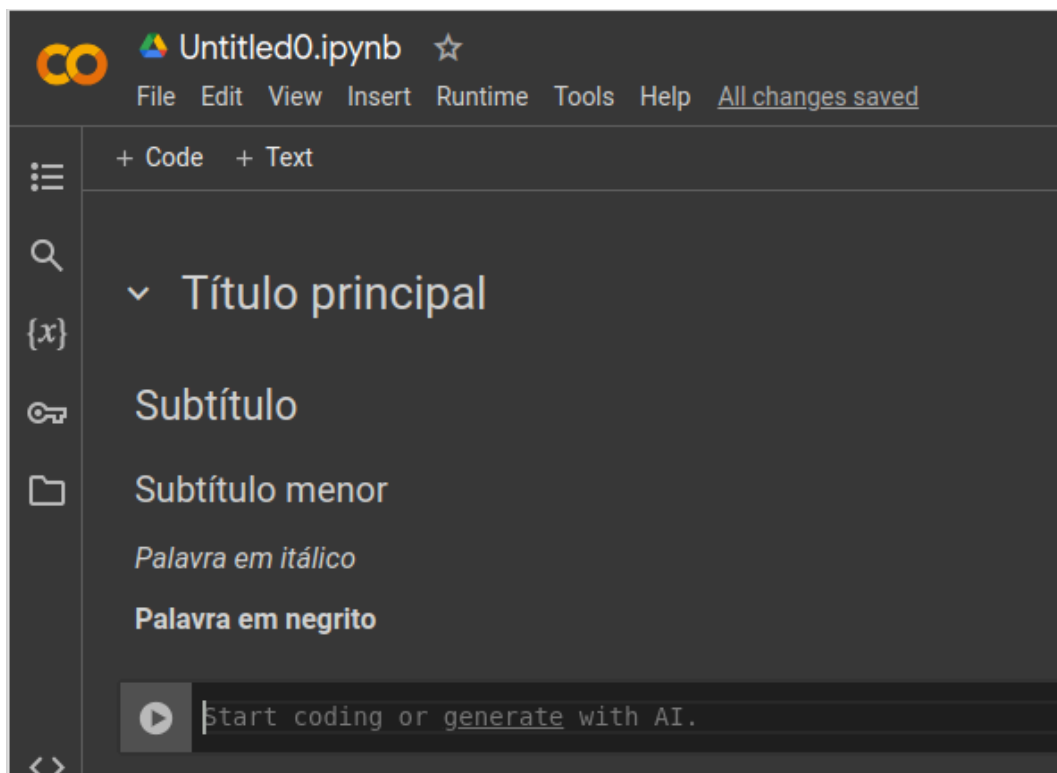 Untitled0.ipynb
File Edit View Insert Runtime Tools Help All changes saved
+ Code + Text
{x}
Título principal
Subtítulo
Subtítulo menor
Palavra em itálico
Palavra em negrito
Start coding or generate with AI.